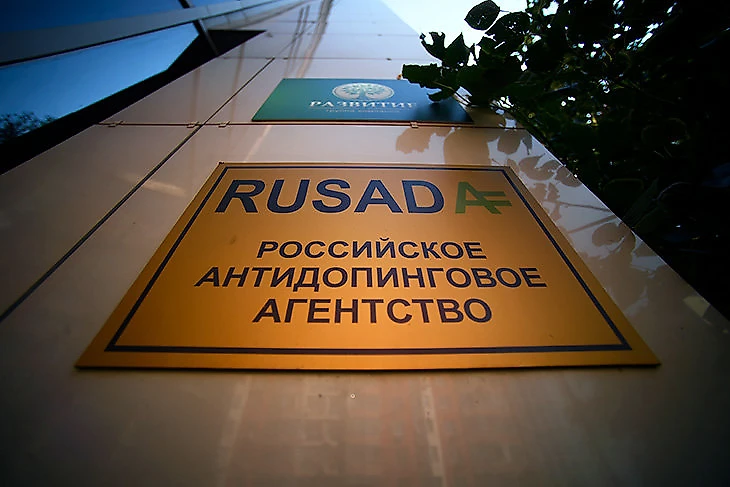 РАЗВИТИЕ
RUSADA
РОССИЙСКОЕ
АНТИДОПИНГОВОЕ
АГЕНТСТВО